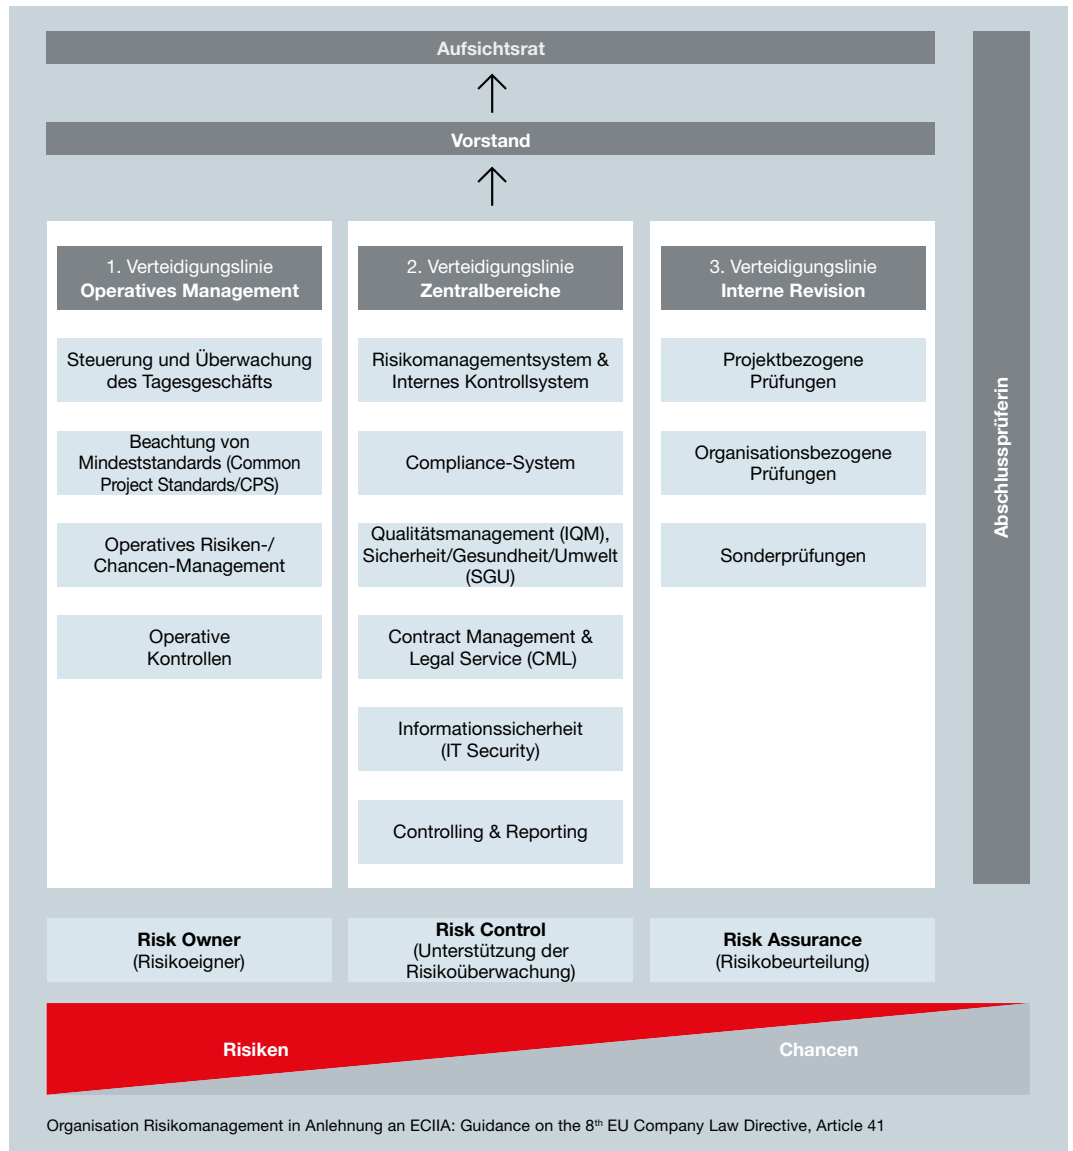 Aufsichtsrat
Vorstand
Abschlussprüferin
1. Verteidigungslinie
Operatives Management
Steuerung und Überwachung
des Tagesgeschäfts
Beachtung von
Mindeststandards (Common
Project Standards/CPS)
Operatives Risiken-/
Chancen-Management
Operative
Kontrollen
2. Verteidigungslinie
Zentralbereiche
Risikomanagementsystem &
Internes Kontrollsystem
Compliance-System
Qualitätsmanagement (IQM),
Sicherheit/Gesundheit/Umwelt
(SGU)
Contract Management &
Legal Service (CML)
Informationssicherheit
(IT Security)
Controlling & Reporting
3. Verteidigungslinie
Interne Revision
Projektbezogene
Prüfungen
Organisationsbezogene
Prüfungen
Sonderprüfungen
Risk Owner
(Risikoeigner)
Risk Control
(Unterstützung der
Risikoüberwachung)
Risk Assurance
(Risikobeurteilung)
Risiken
Chancen
Organisation Risikomanagement in Anlehnung an ECIIA: Guidance on the 8th EU Company Law Directive, Article 41